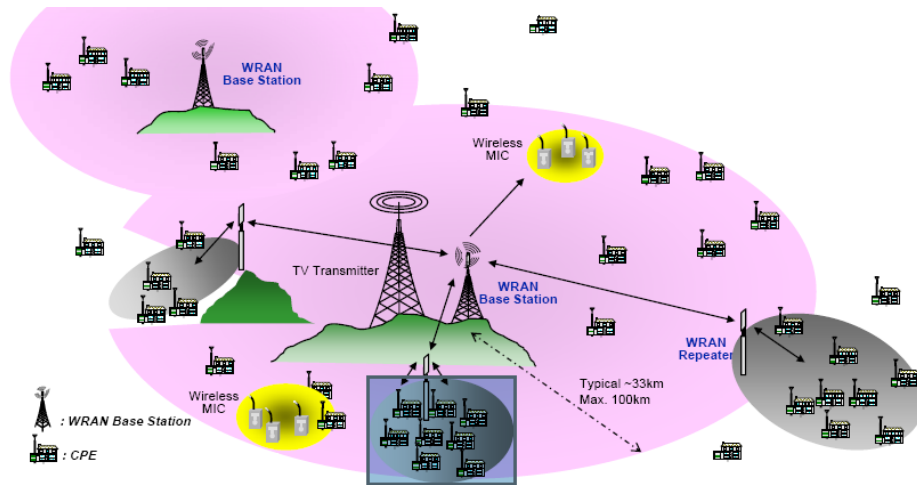 WRAN
Base Station
Wireless
MIC
TV Transmitter
WRAN
Base Station
WRAN
Repeater
Typical ~33km
Max. 100km
Wireless
MIC
: WRAN Base Station
: CPE